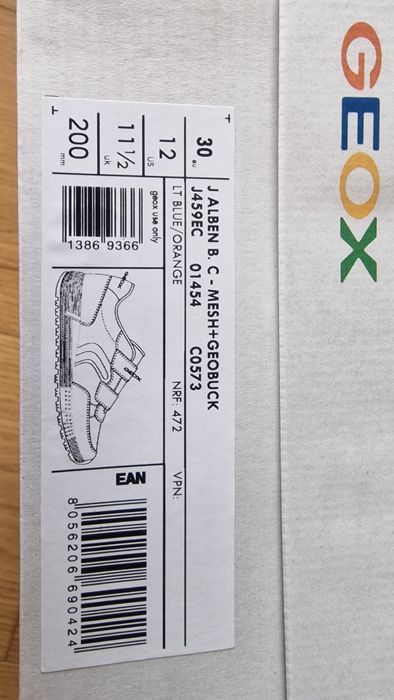 GEOX
30 eu
12 US
11½ uk
200 mm
J ALBEN B. C - MESH+GEOBUCK
J459EC 01454 C0573
LT BLUE/ORANGE NRF: 472 VPN:
geox use only
1386 9366
EAN
8 056206 690424